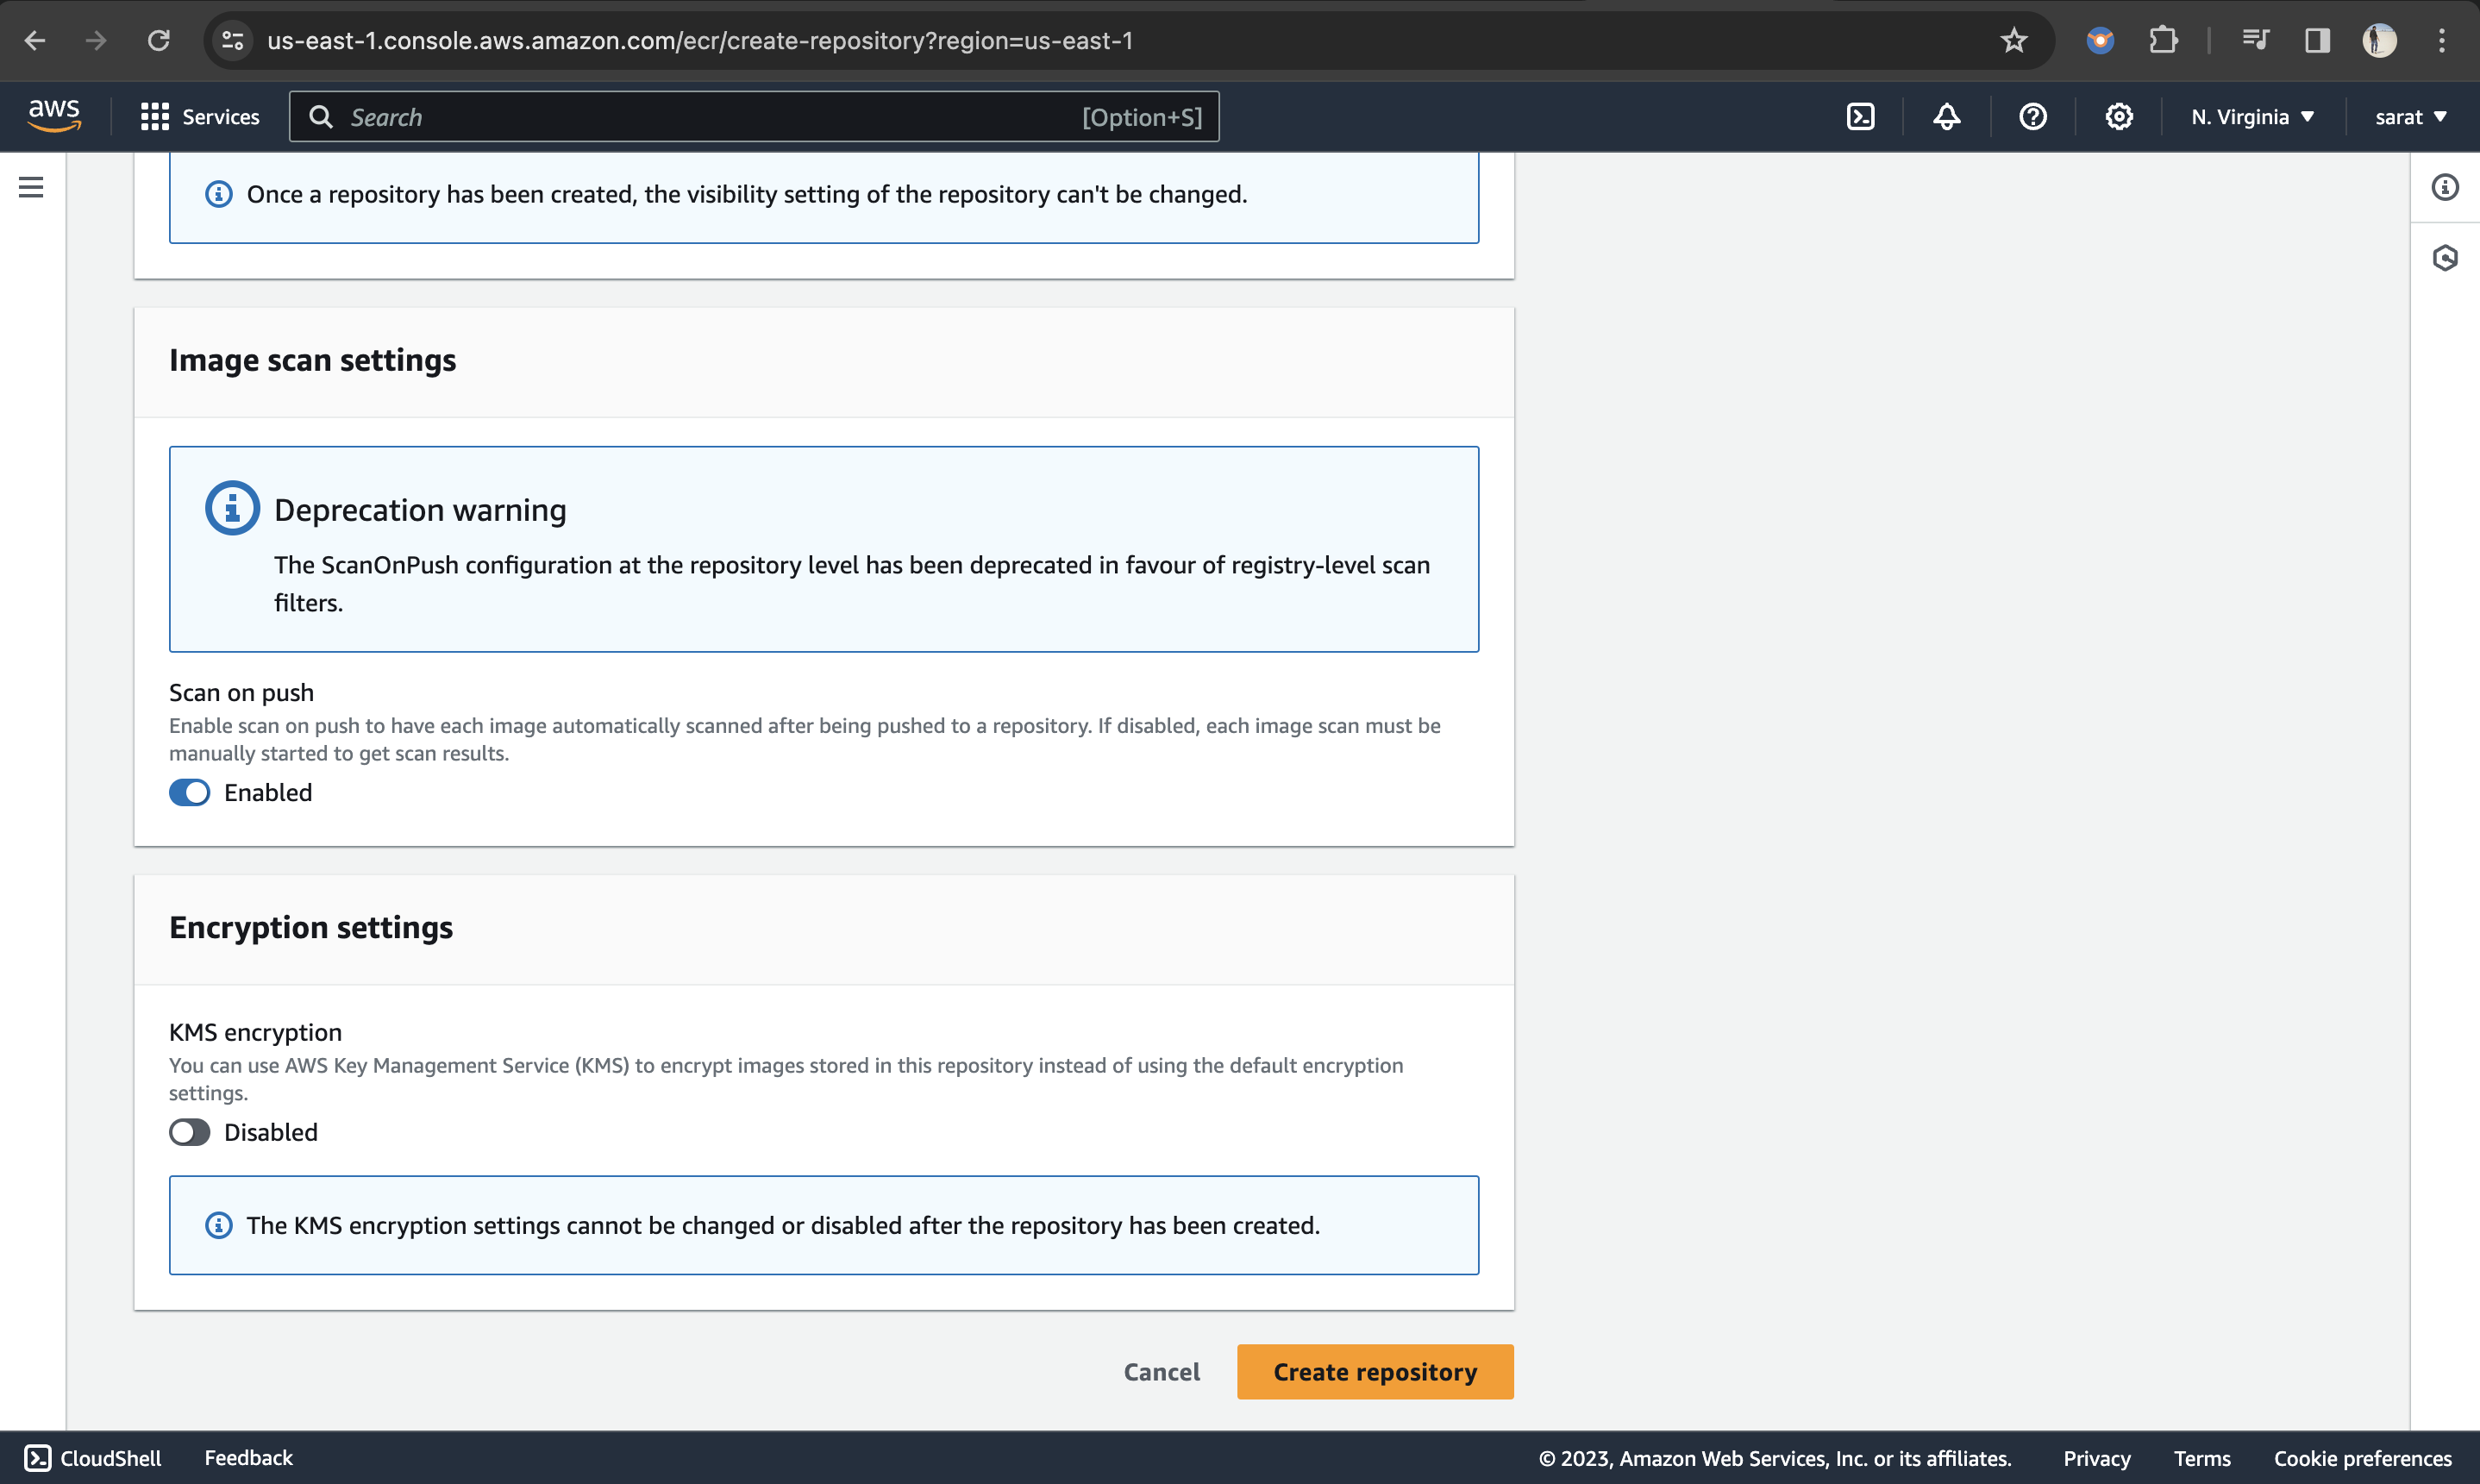 us-east-1.console.aws.amazon.com/ecr/create-repository?region=us-east-1
aws
Services
Search
[Option+S]
N. Virginia
sarat
Once a repository has been created, the visibility setting of the repository can't be changed.
Image scan settings
Deprecation warning
The ScanOnPush configuration at the repository level has been deprecated in favour of registry-level scan
filters.
Scan on push
Enable scan on push to have each image automatically scanned after being pushed to a repository. If disabled, each image scan must be
manually started to get scan results.
Enabled
Encryption settings
KMS encryption
You can use AWS Key Management Service (KMS) to encrypt images stored in this repository instead of using the default encryption
settings.
Disabled
The KMS encryption settings cannot be changed or disabled after the repository has been created.
Cancel
Create repository
CloudShell
Feedback
© 2023, Amazon Web Services, Inc. or its affiliates.
Privacy
Terms
Cookie preferences